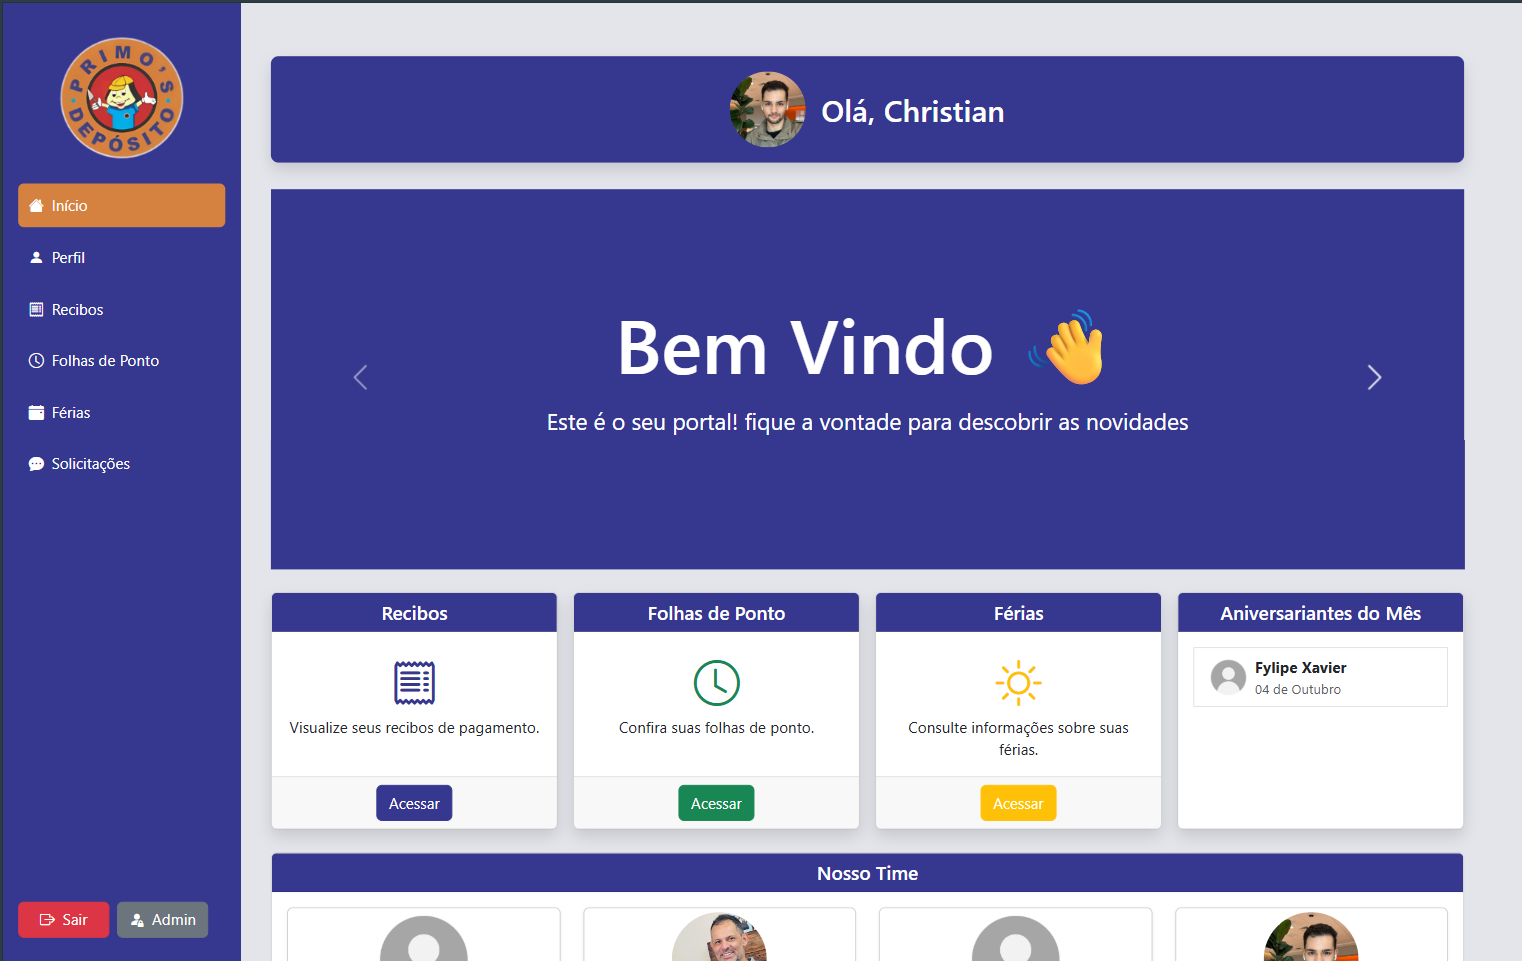 PRIMO'S
DEPÓSITO
Início
Perfil
Recibos
Folhas de Ponto
Férias
Solicitações
Sair
Admin
Olá, Christian
Bem Vindo 👋
Este é o seu portal! fique a vontade para descobrir as novidades
Recibos
Visualize seus recibos de pagamento.
Acessar
Folhas de Ponto
Confira suas folhas de ponto.
Acessar
Férias
Consulte informações sobre suas
férias.
Acessar
Aniversariantes do Mês
Fylipe Xavier
04 de Outubro
Nosso Time